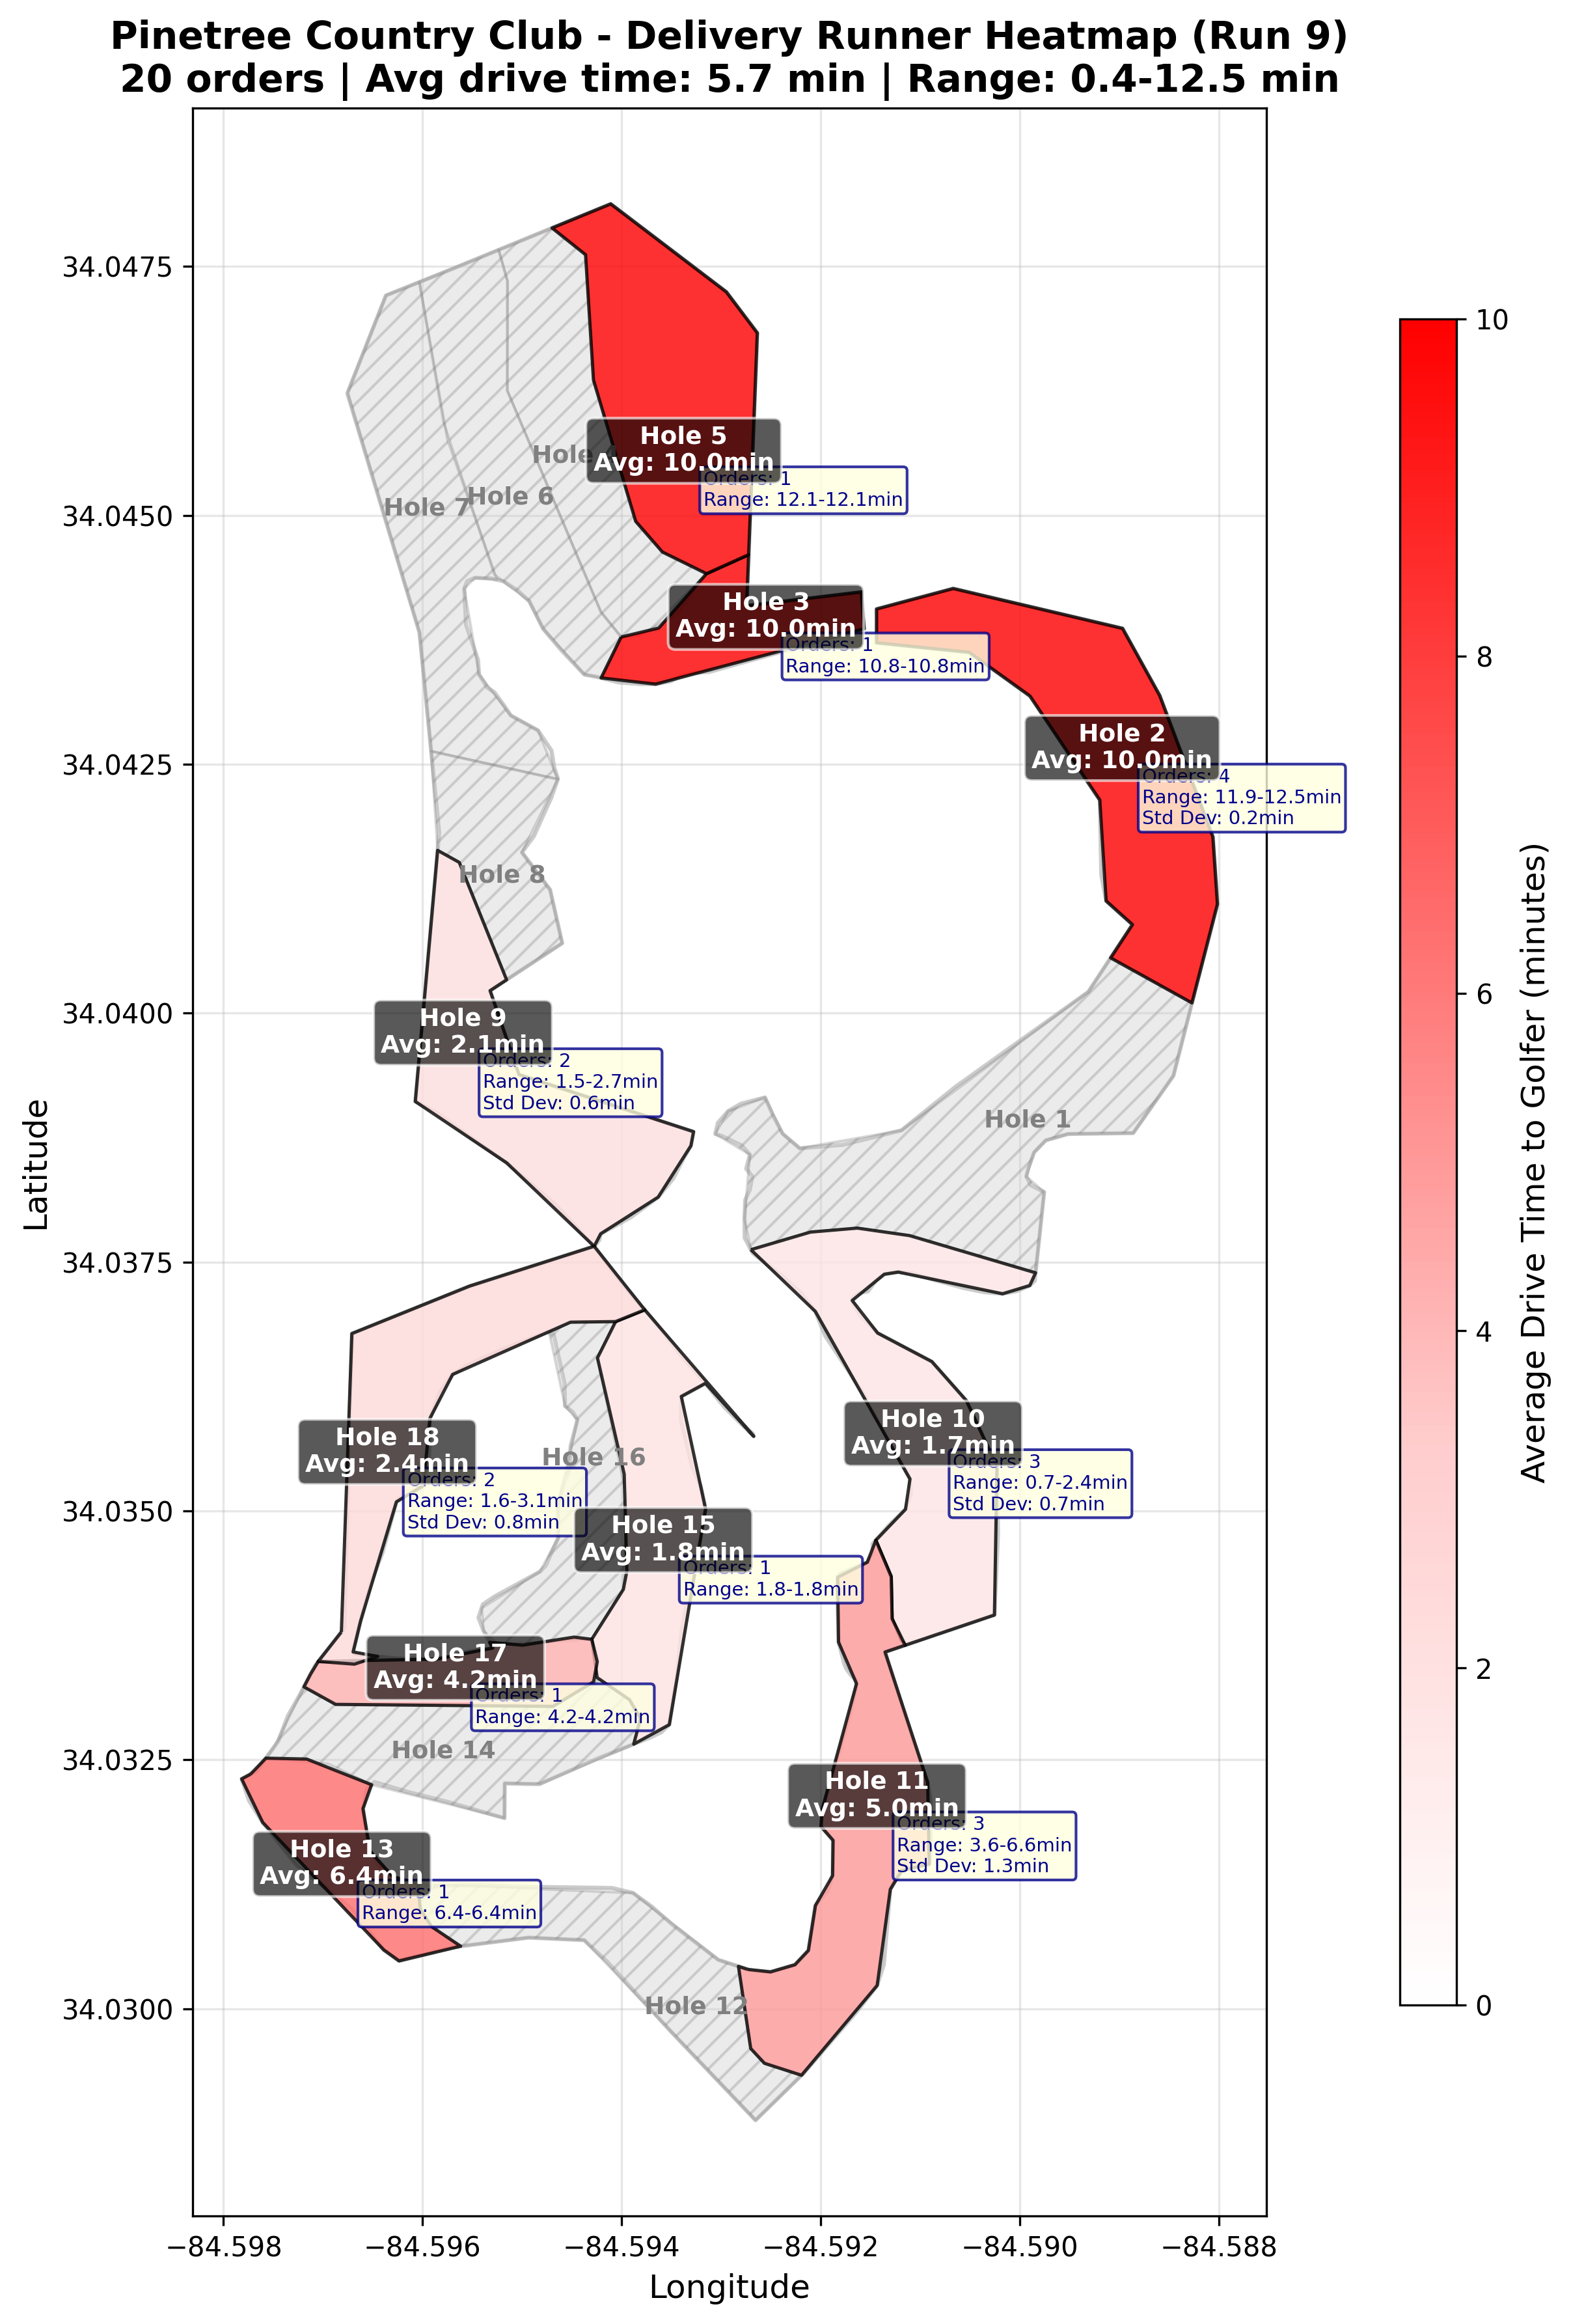 Pinetree Country Club - Delivery Runner Heatmap (Run 9)
20 orders | Avg drive time: 5.7 min | Range: 0.4-12.5 min
34.0475
34.0450
34.0425
34.0400
34.0375
34.0350
34.0325
34.0300
Latitude
−84.598
−84.596
−84.594
−84.592
−84.590
−84.588
Longitude
Hole 5
Avg: 10.0min
Orders: 1
Range: 12.1-12.1min
Hole
Hole 6
Hole 7
Hole 3
Avg: 10.0min
Orders: 1
Range: 10.8-10.8min
Hole 2
Avg: 10.0min
Orders: 4
Range: 11.9-12.5min
Std Dev: 0.2min
Hole 8
Hole 9
Avg: 2.1min
Orders: 2
Range: 1.5-2.7min
Std Dev: 0.6min
Hole 1
Hole 10
Avg: 1.7min
Orders: 3
Range: 0.7-2.4min
Std Dev: 0.7min
Hole 18
Avg: 2.4min
Orders: 2
Range: 1.6-3.1min
Std Dev: 0.8min
Hole 16
Hole 15
Avg: 1.8min
Orders: 1
Range: 1.8-1.8min
Hole 17
Avg: 4.2min
Orders: 1
Range: 4.2-4.2min
Hole 14
Hole 11
Avg: 5.0min
Orders: 3
Range: 3.6-6.6min
Std Dev: 1.3min
Hole 13
Avg: 6.4min
Orders: 1
Range: 6.4-6.4min
Hole 12
10
8
6
4
2
0
Average Drive Time to Golfer (minutes)